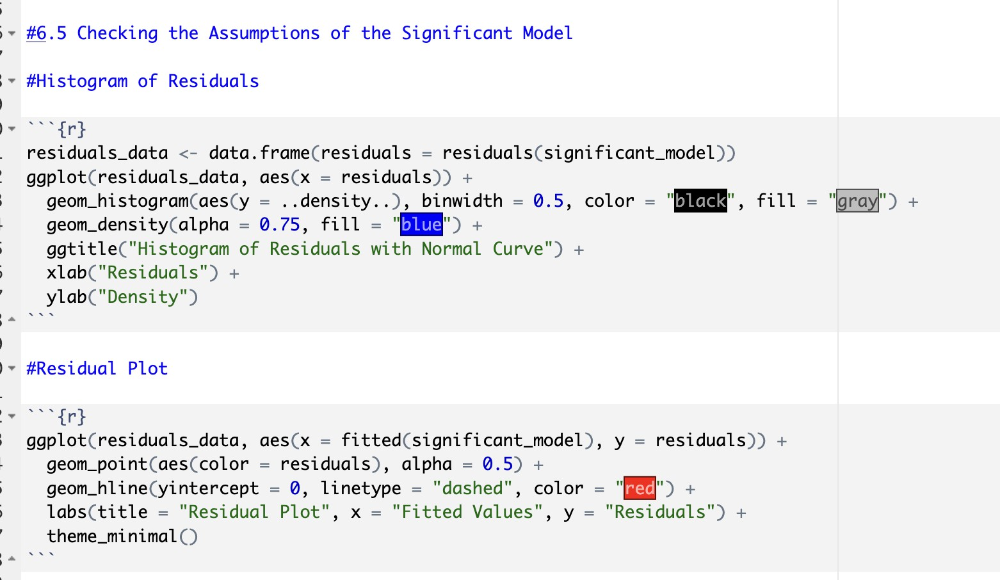 #6.5 Checking the Assumptions of the Significant Model
#Histogram of Residuals
```{r}
residuals_data <- data.frame(residuals = residuals(significant_model))
ggplot(residuals_data, aes(x = residuals)) +
  geom_histogram(aes(y = ..density..), binwidth = 0.5, color = "black", fill = "gray") +
  geom_density(alpha = 0.75, fill = "blue") +
  ggtitle("Histogram of Residuals with Normal Curve") +
  xlab("Residuals") +
  ylab("Density")
```
#Residual Plot
```{r}
ggplot(residuals_data, aes(x = fitted(significant_model), y = residuals)) +
  geom_point(aes(color = residuals), alpha = 0.5) +
  geom_hline(yintercept = 0, linetype = "dashed", color = "red") +
  labs(title = "Residual Plot", x = "Fitted Values", y = "Residuals") +
  theme_minimal()
```